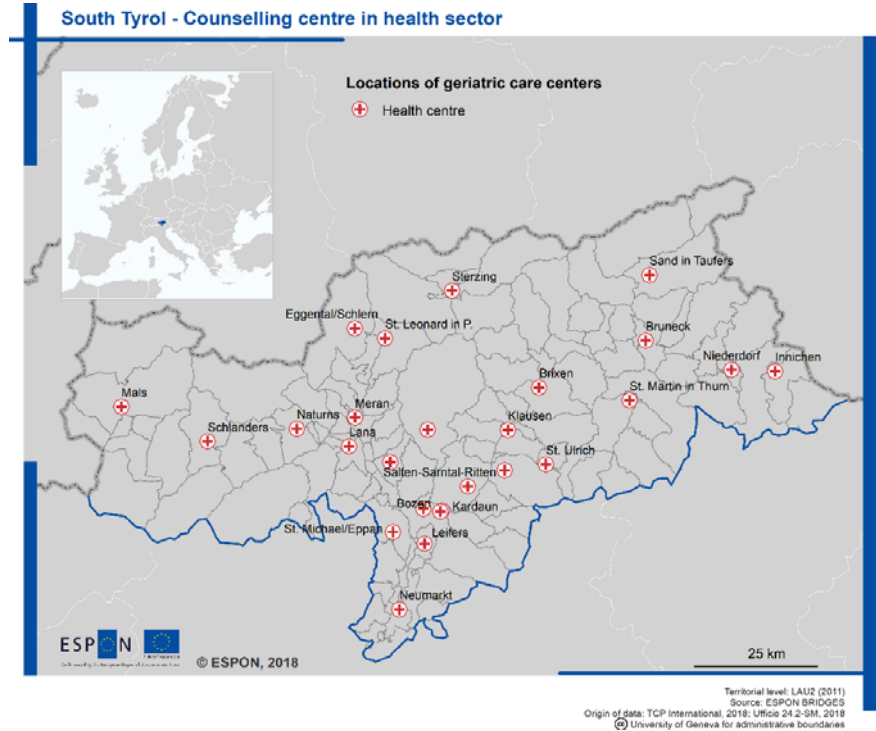 South Tyrol - Counselling centre in health sector
Locations of geriatric care centers
Health centre
Sand in Taufers
Sterzing
Eggental/Schlern
St. Leonard in P.
Bruneck
Niederdorf
Innichen
Brixen
St. Martin in Thurn
Mals
Meran
Naturns
Klausen
Schlanders
Lana
St. Ulrich
Salten-Sarntal-Ritten
Bozen
Kardaun
St. Michael/Eppan
Leifers
Neumarkt
ESPON
© ESPON, 2018
25 km
Territorial level: LAU2 (2011)
Source: ESPON BRIDGES
Origin of data: TCP International, 2018; Ufficio 24.2-SM, 2018
cc University of Geneva for administrative boundaries